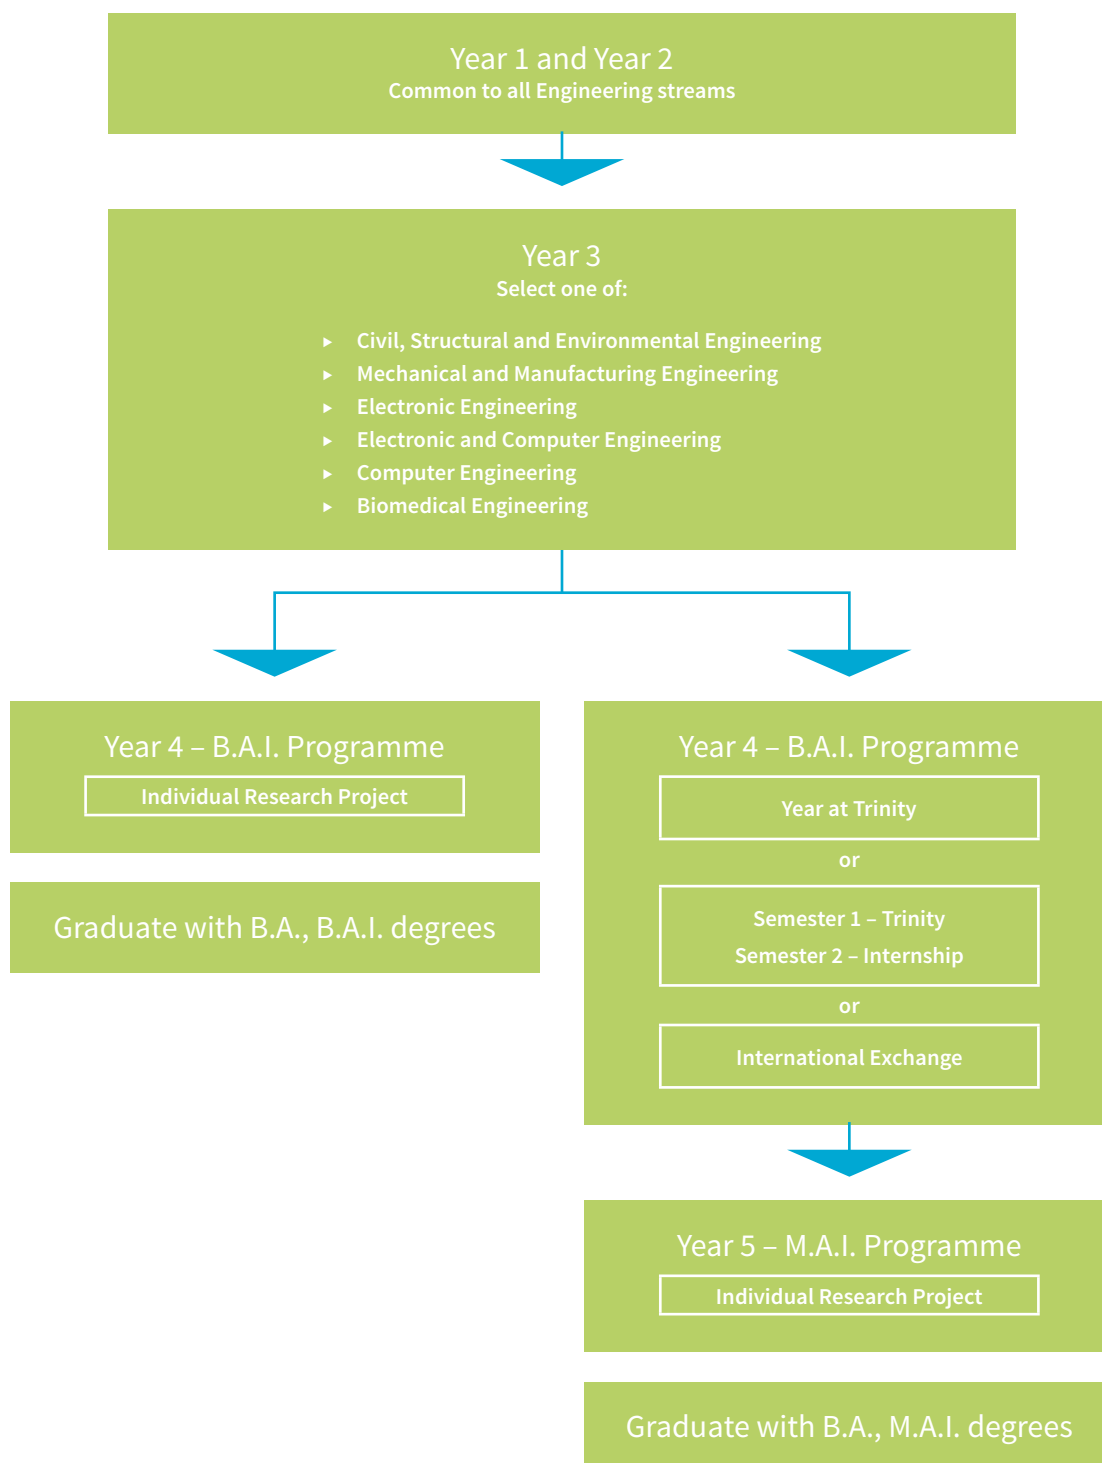 Year 1 and Year 2
Common to all Engineering streams
Year 3
Select one of:
Civil, Structural and Environmental Engineering
Mechanical and Manufacturing Engineering
Electronic Engineering
Electronic and Computer Engineering
Computer Engineering
Biomedical Engineering
Year 4 – B.A.I. Programme
Individual Research Project
Graduate with B.A., B.A.I. degrees
Year 4 – B.A.I. Programme
Year at Trinity
or
Semester 1 – Trinity
Semester 2 – Internship
or
International Exchange
Year 5 – M.A.I. Programme
Individual Research Project
Graduate with B.A., M.A.I. degrees